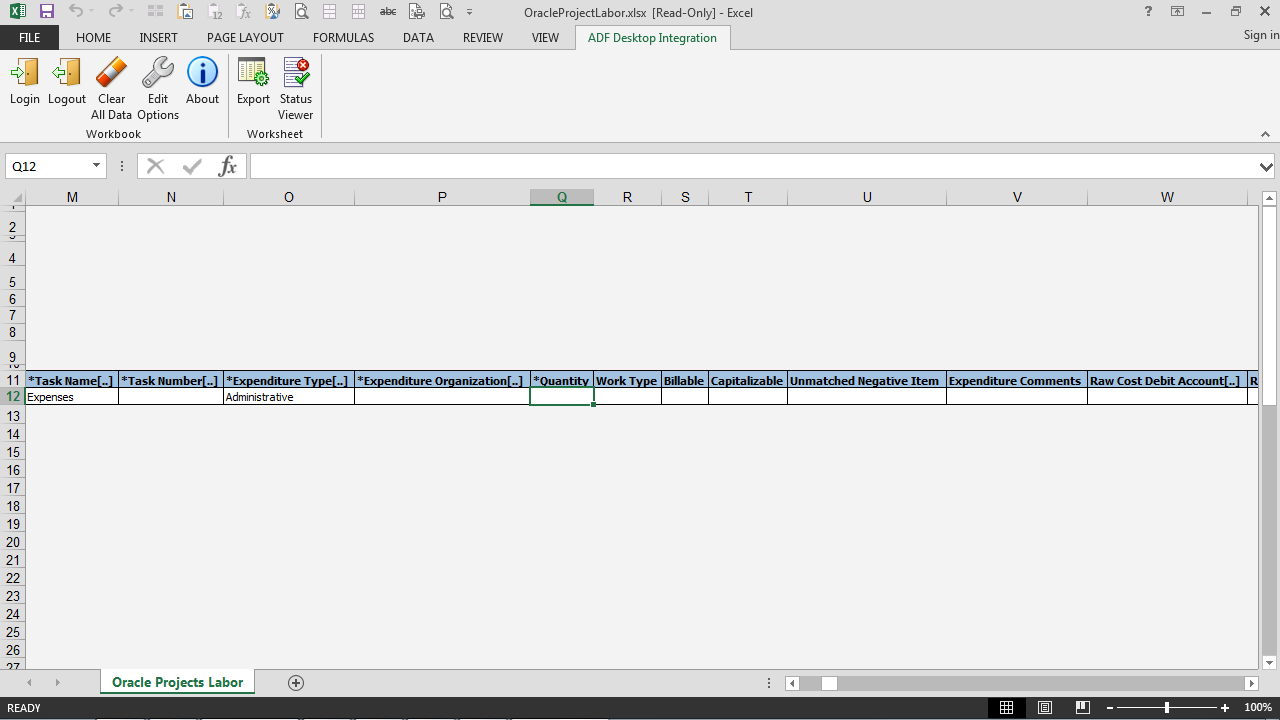 OracleProjectLabor.xlsx [Read-Only] - Excel
FILE HOME INSERT PAGE LAYOUT FORMULAS DATA REVIEW VIEW ADF Desktop Integration Sign in
Login Logout Clear All Data Edit Options About Export Status Viewer
Workbook Worksheet
Q12
fx
M N O P Q R S T U V W
1
2
3
4
5
6
7
8
9
10
11 *Task Name[..] *Task Number[..] *Expenditure Type[..] *Expenditure Organization[..] *Quantity Work Type Billable Capitalizable Unmatched Negative Item Expenditure Comments Raw Cost Debit Account[..] R
12 Expenses Administrative
13
14
15
16
17
18
19
20
21
22
23
24
25
26
27
Oracle Projects Labor
READY 100%